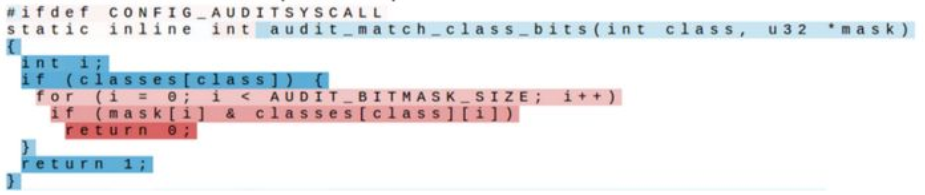 #ifdef CONFIG_AUDITSYSCALL
static inline int audit_match_class_bits(int class, u32 *mask)
{
int i;
if (classes[class]) {
for (i = 0; i < AUDIT_BITMASK_SIZE; i++)
if (mask[i] & classes[class][i])
return 0;
}
return 1;
}